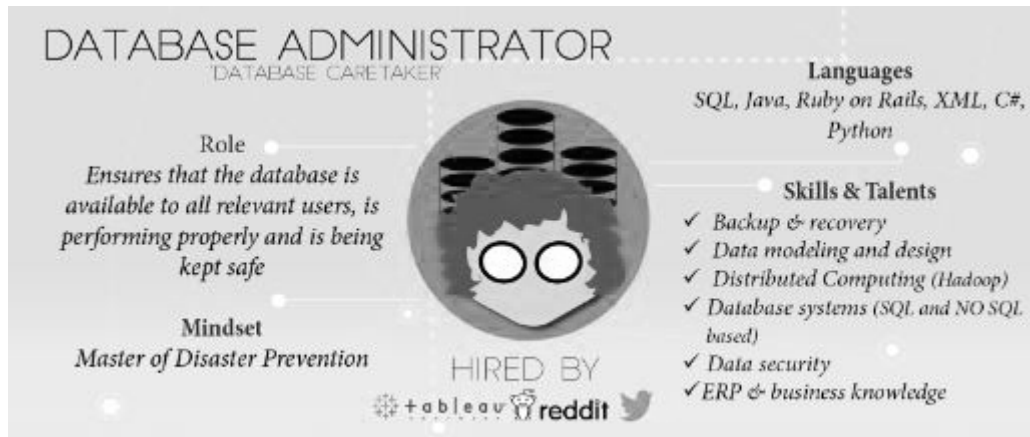 DATABASE ADMINISTRATOR
'DATABASE CARETAKER'
Role
Ensures that the database is
available to all relevant users, is
performing properly and is being
kept safe
Mindset
Master of Disaster Prevention
HIRED BY
+ableau reddit
Languages
SQL, Java, Ruby on Rails, XML, C#,
Python
Skills & Talents
✓ Backup & recovery
✓ Data modeling and design
✓ Distributed Computing (Hadoop)
✓ Database systems (SQL and NO SQL
based)
✓ Data security
✓ ERP & business knowledge